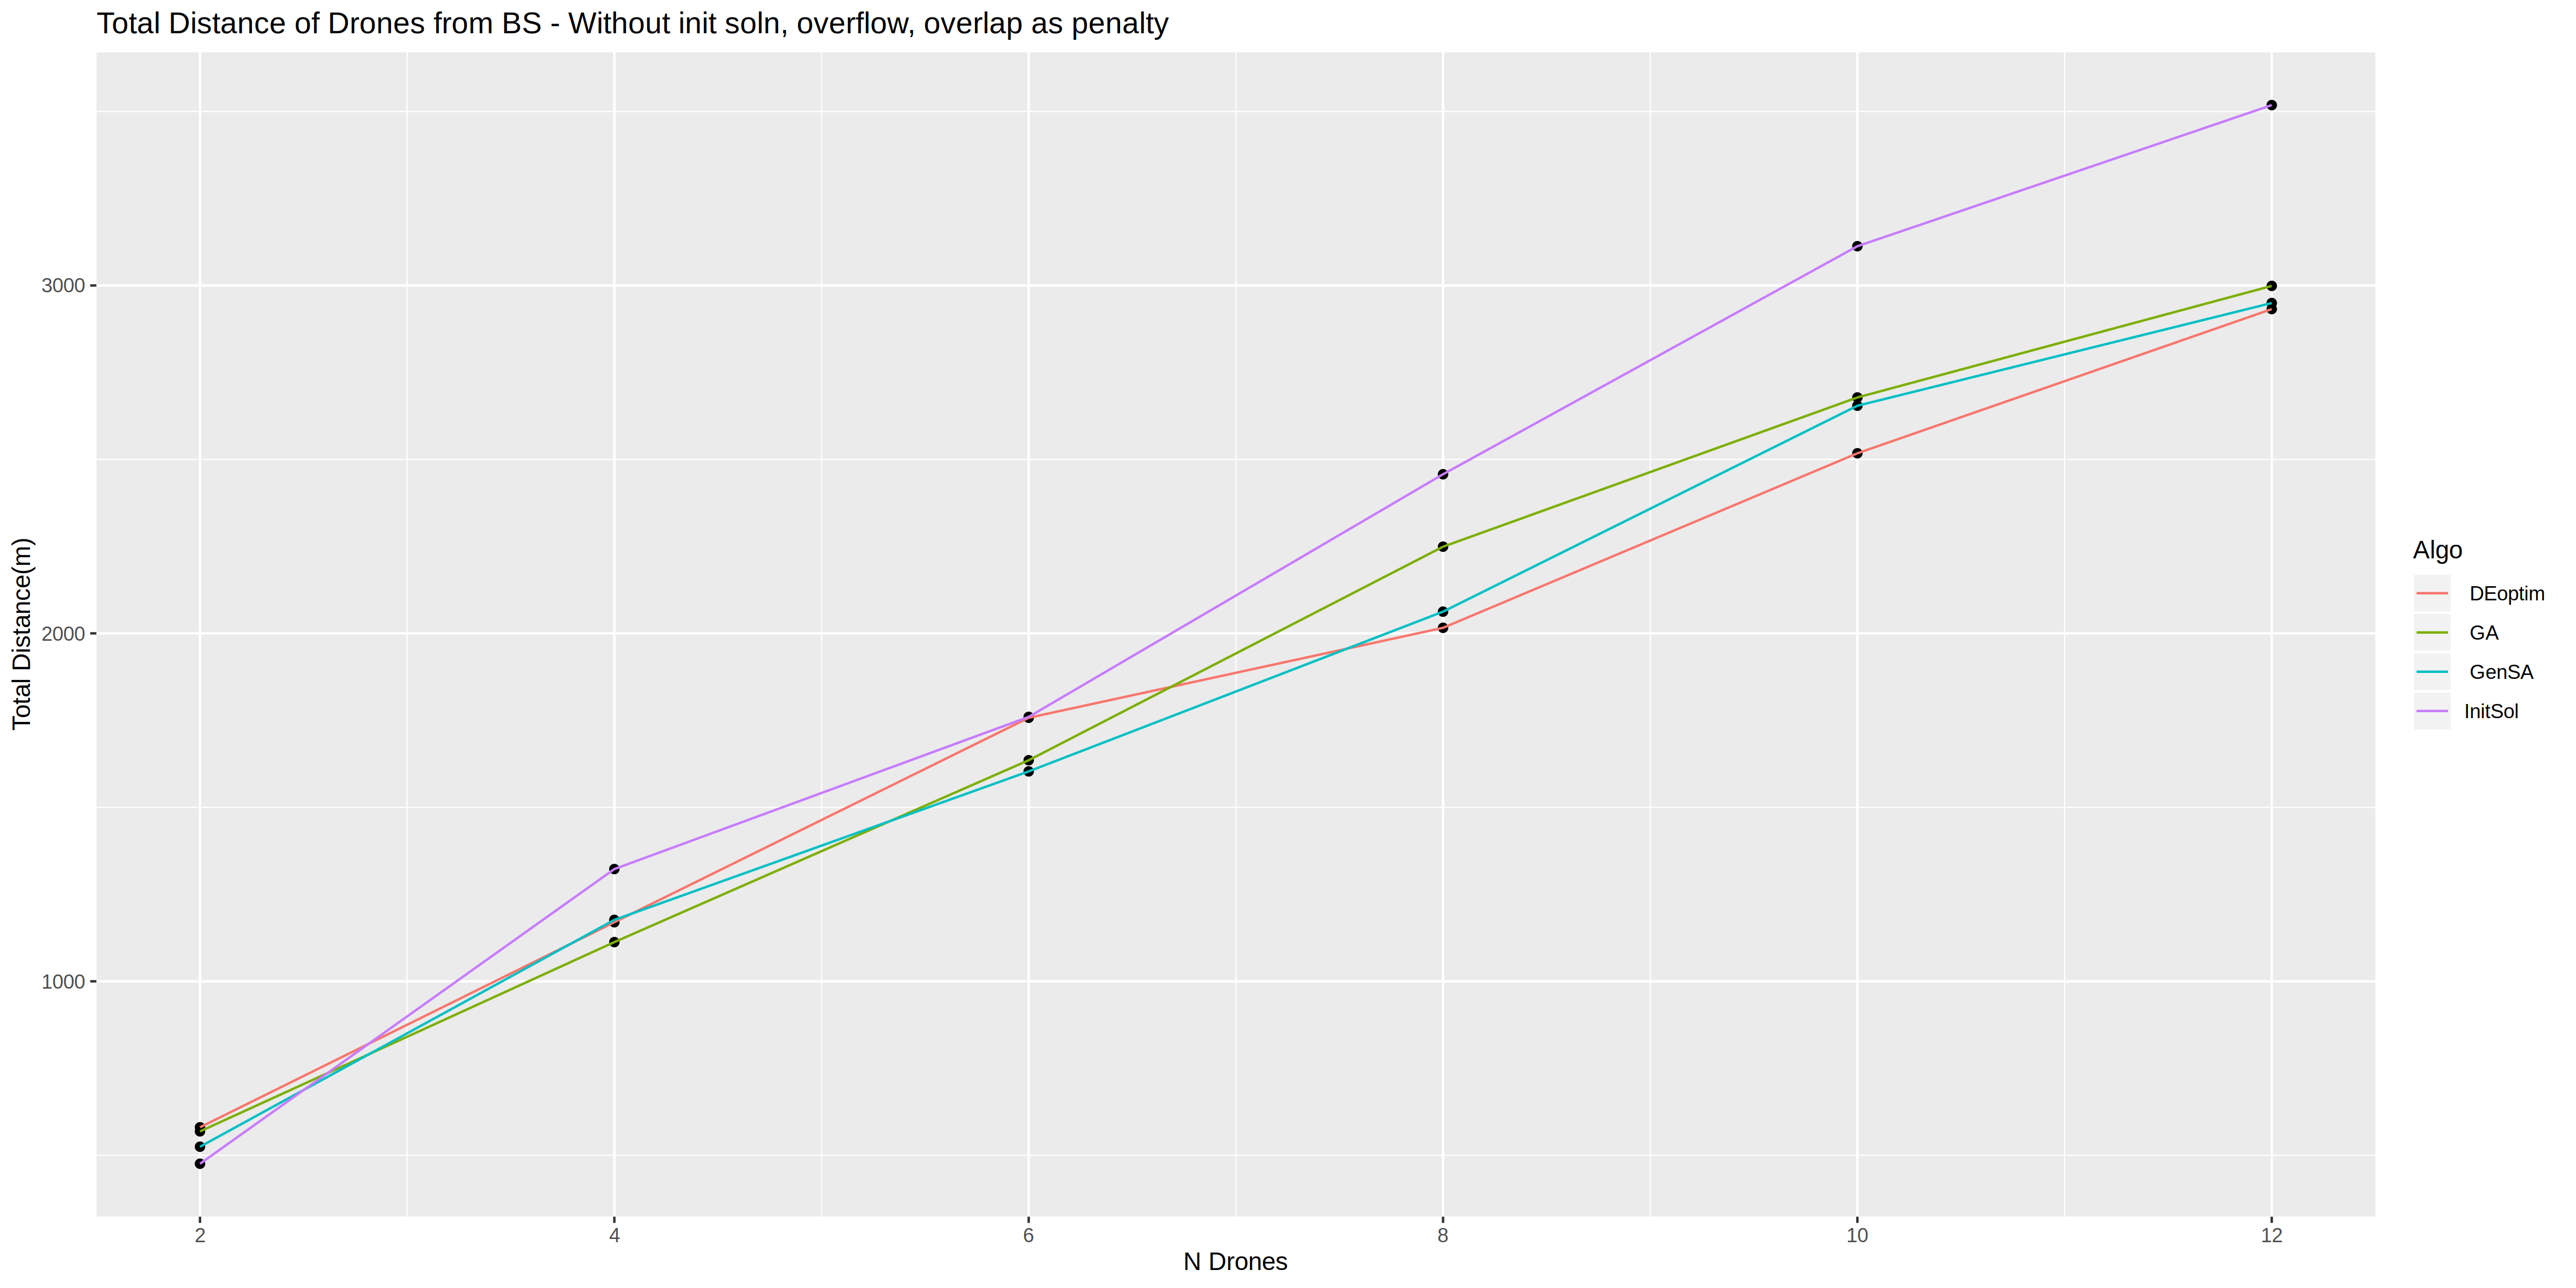 Total Distance of Drones from BS - Without init soln, overflow, overlap as penalty
Total Distance(m)
3000
2000
1000
2 4 6 8 10 12
N Drones
Algo
DEoptim
GA
GenSA
InitSol